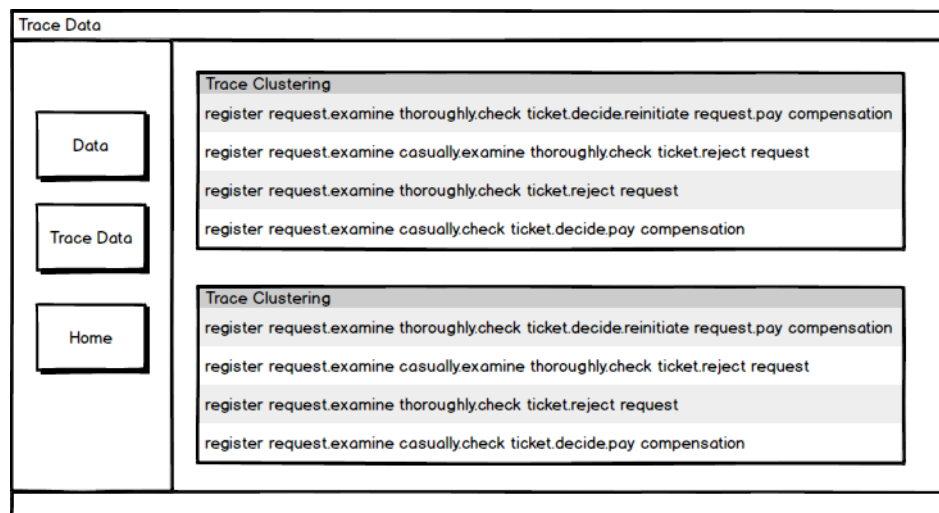 Trace Data
Data
Trace Data
Home
Trace Clustering
register request.examine thoroughly.check ticket.decide.reinitiate request.pay compensation
register request.examine casually.examine thoroughly.check ticket.reject request
register request.examine thoroughly.check ticket.reject request
register request.examine casually.check ticket.decide.pay compensation
Trace Clustering
register request.examine thoroughly.check ticket.decide.reinitiate request.pay compensation
register request.examine casually.examine thoroughly.check ticket.reject request
register request.examine thoroughly.check ticket.reject request
register request.examine casually.check ticket.decide.pay compensation